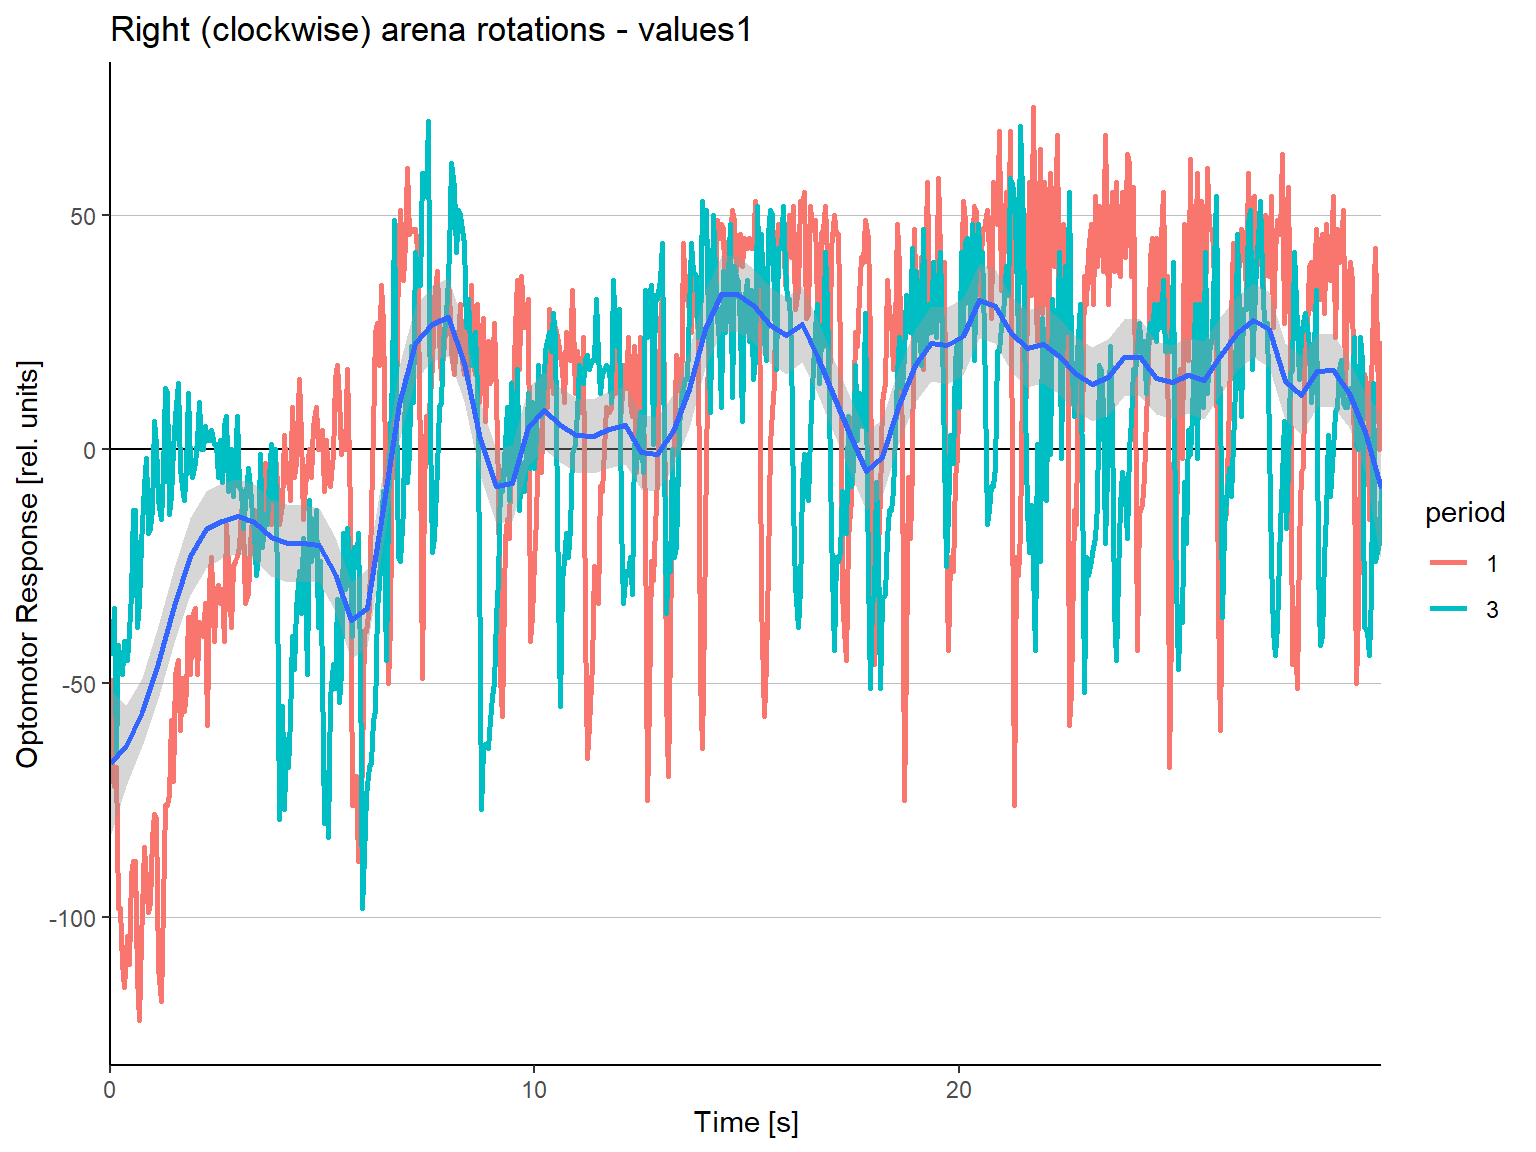 Right (clockwise) arena rotations - values1
Optomotor Response [rel. units]
50
0
-50
-100
0
10
20
Time [s]
period
1
3